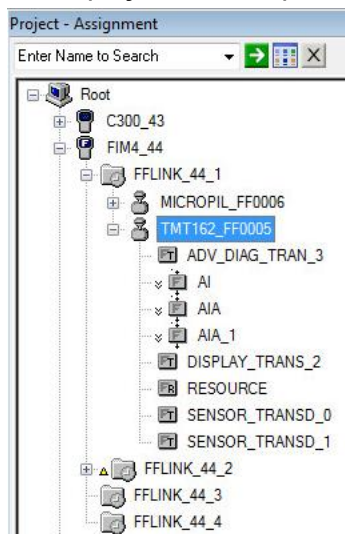 Project - Assignment
Enter Name to Search
Root
C300_43
FIM4_44
FFLINK_44_1
MICROPIL_FF0006
TMT162_FF0005
ADV_DIAG_TRAN_3
AI
AIA
AIA_1
DISPLAY_TRANS_2
RESOURCE
SENSOR_TRANSD_0
SENSOR_TRANSD_1
FFLINK_44_2
FFLINK_44_3
FFLINK_44_4